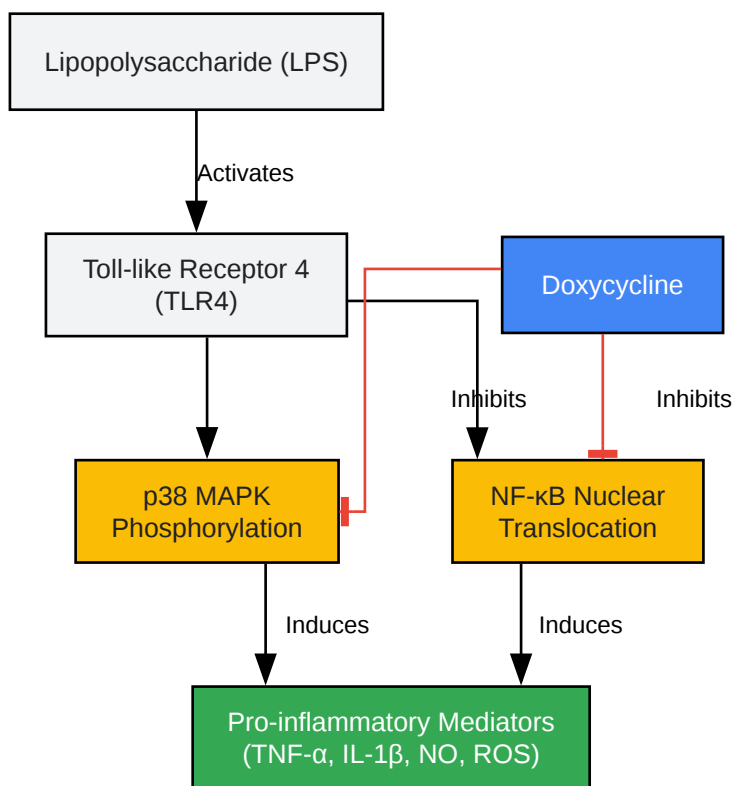 Lipopolysaccharide (LPS)
Activates
Toll-like Receptor 4
(TLR4)
Doxycycline
Inhibits
Inhibits
p38 MAPK
Phosphorylation
NF-κB Nuclear
Translocation
Induces
Induces
Pro-inflammatory Mediators
(TNF-α, IL-1β, NO, ROS)